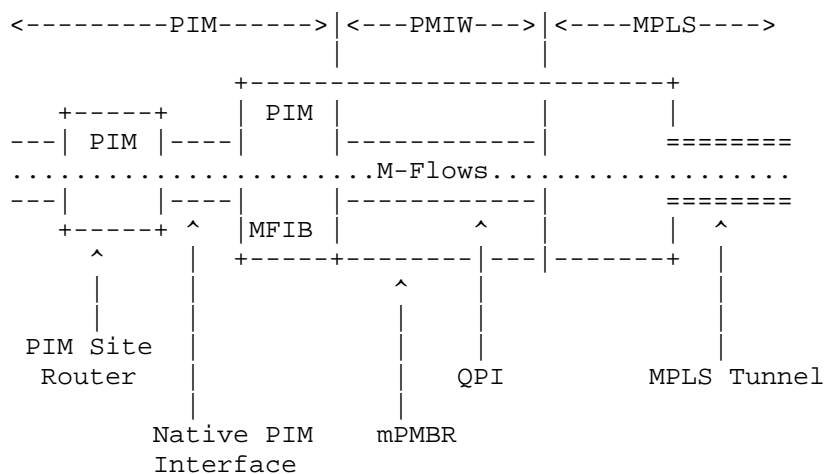 <---------PIM------>|<---PMIW--->|<----MPLS---->
PIM
PIM
M-Flows
MFIB
PIM Site
Router
QPI
MPLS Tunnel
Native PIM
Interface
mPMBR